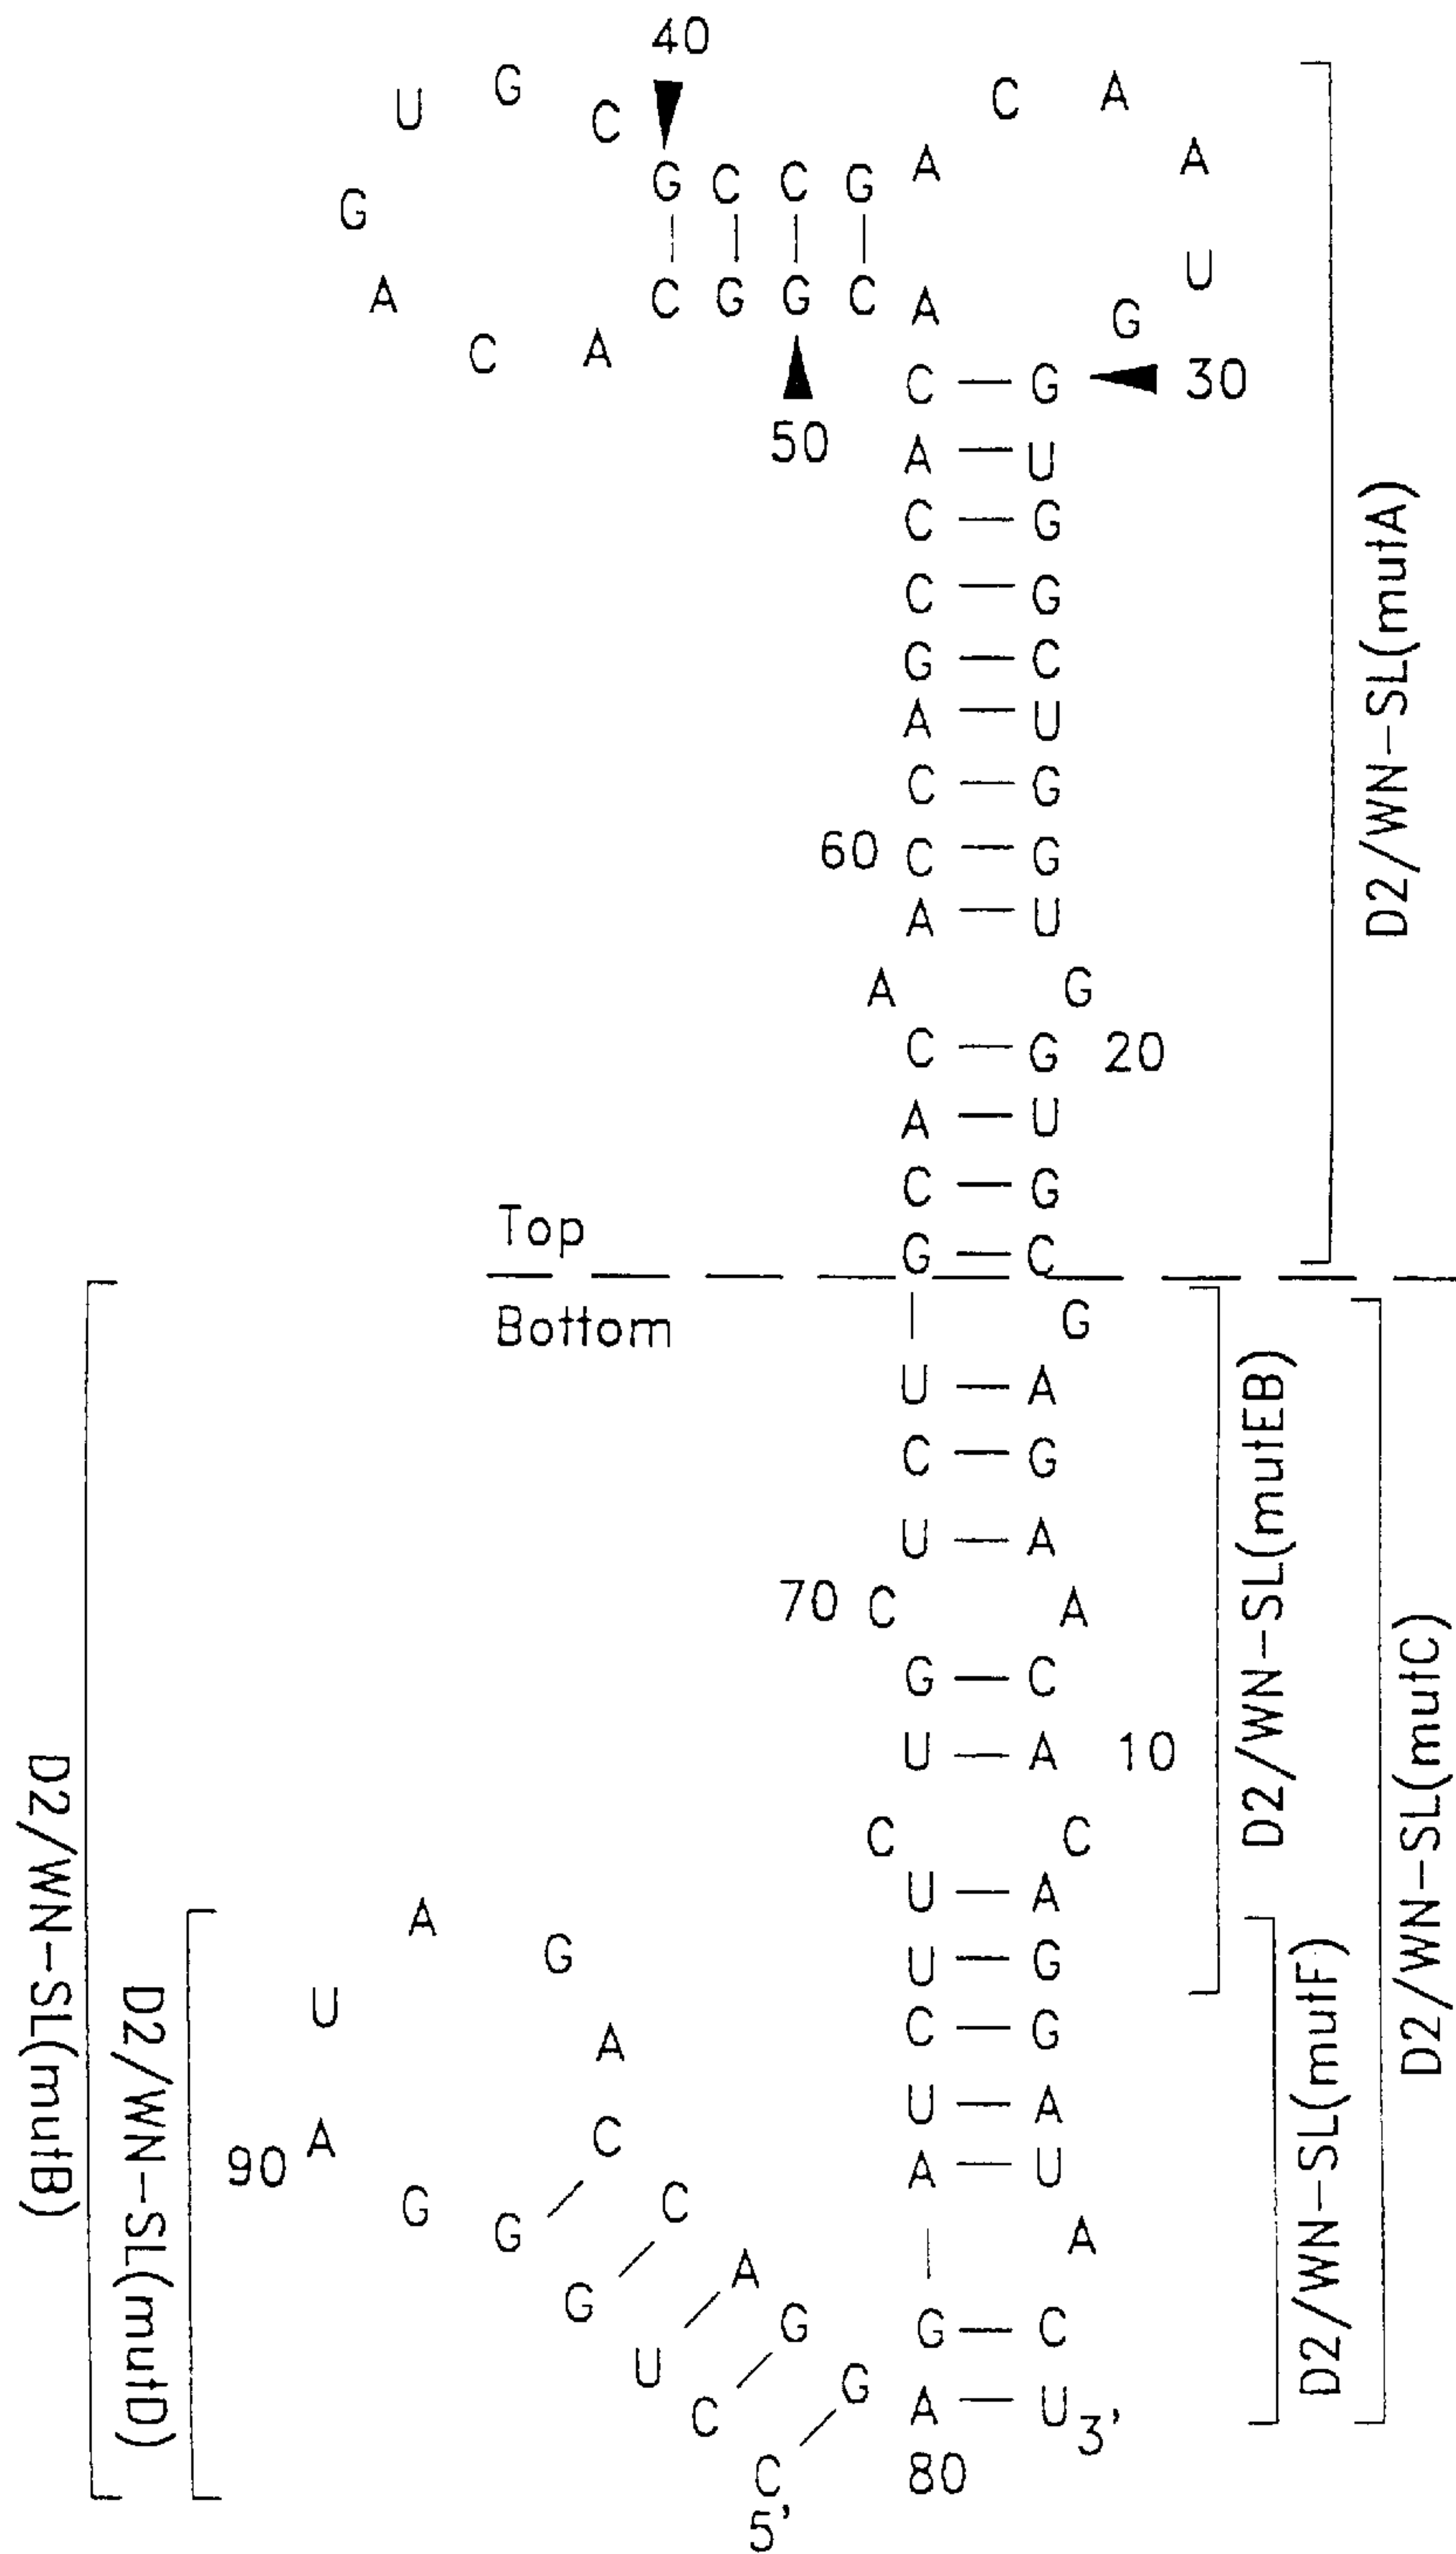 40
U G C G C C G A C A A U G
G A C A C G G C A
50
C — G 30
A — U
C — G
C — G
G — C
A — U
C — G
60 C — G
A — U
A G
C — G 20
A — U
C — G
G — C
Top
Bottom
G
U — A
C — G
U — A
70 C A
G — C
U — A 10
C C
U — A
U — G
C — G
U — A
A — U
A
G — C
A — U 3'
80
A G A C C A G G
U A G G G U C C
90
5'
D2/WN-SL(mutA)
D2/WN-SL(mutEB)
D2/WN-SL(mutC)
D2/WN-SL(mutF)
D2/WN-SL(mutB)
D2/WN-SL(mutD)